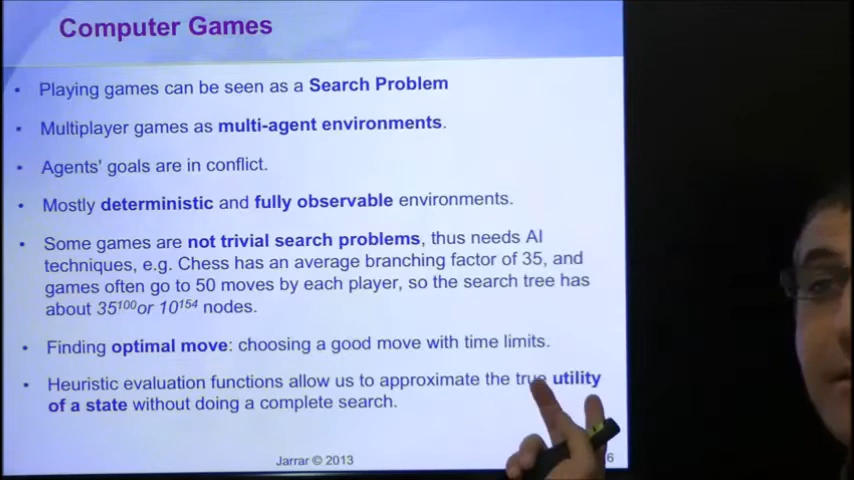 Computer Games
• Playing games can be seen as a Search Problem
• Multiplayer games as multi-agent environments.
• Agents' goals are in conflict.
• Mostly deterministic and fully observable environments.
• Some games are not trivial search problems, thus needs AI
techniques, e.g. Chess has an average branching factor of 35, and
games often go to 50 moves by each player, so the search tree has
about 35¹⁰⁰or 10¹⁵⁴ nodes.
• Finding optimal move: choosing a good move with time limits.
• Heuristic evaluation functions allow us to approximate the true utility
of a state without doing a complete search.
Jarrar © 2013
6